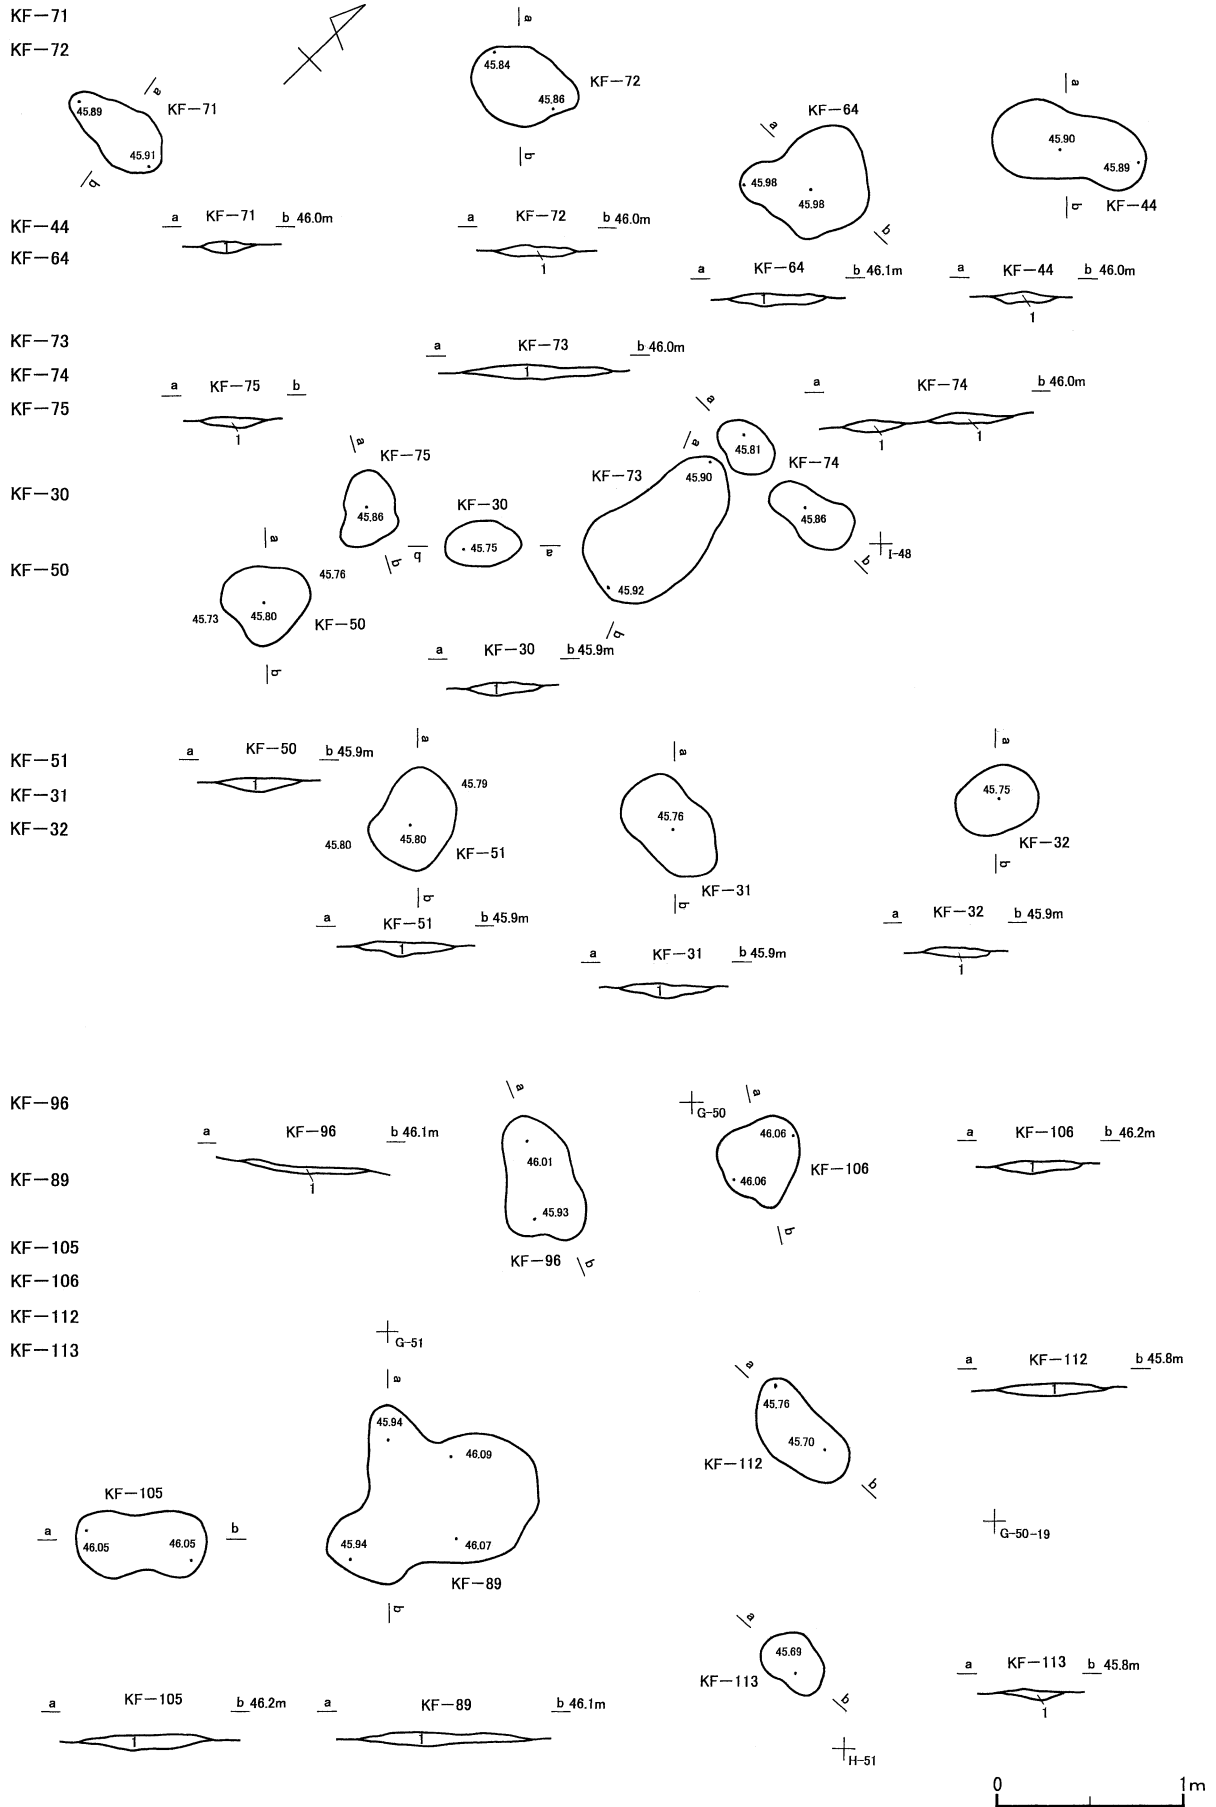 KF-71
KF-72
a
45.89
45.91
KF-71
b
a
45.84
45.86
KF-72
b
a
KF-64
45.98
45.98
b
a
45.90
45.89
b
KF-44
KF-44
KF-64
a KF-71 b 46.0m
1
a KF-72 b 46.0m
1
a KF-64 b 46.1m
1
a KF-44 b 46.0m
1
KF-73
KF-74
KF-75
a KF-73 b 46.0m
1
a KF-75 b
1
a KF-74 b 46.0m
1
1
KF-30
a
KF-75
45.86
b
KF-30
b
45.75
a
a
KF-73
45.90
45.92
b
a
45.81
KF-74
45.86
b
I-48
KF-50
a
45.76
45.73
45.80
KF-50
b
a KF-30 b 45.9m
1
KF-51
KF-31
KF-32
a KF-50 b 45.9m
1
a
45.79
45.80
45.80
KF-51
b
a
45.76
KF-31
b
a
45.75
KF-32
b
a KF-51 b 45.9m
1
a KF-31 b 45.9m
1
a KF-32 b 45.9m
1
KF-96
KF-89
a KF-96 b 46.1m
1
a
46.01
45.93
KF-96
b
G-50
a
46.06
46.06
KF-106
b
a KF-106 b 46.2m
1
KF-105
KF-106
KF-112
KF-113
G-51
a
45.94
46.09
45.94
46.07
KF-89
b
a
45.76
45.70
KF-112
b
a KF-112 b 45.8m
1
KF-105
a
46.05
46.05
b
G-50-19
a
45.69
KF-113
b
a KF-113 b 45.8m
1
a KF-105 b 46.2m
1
a KF-89 b 46.1m
1
H-51
0 1m